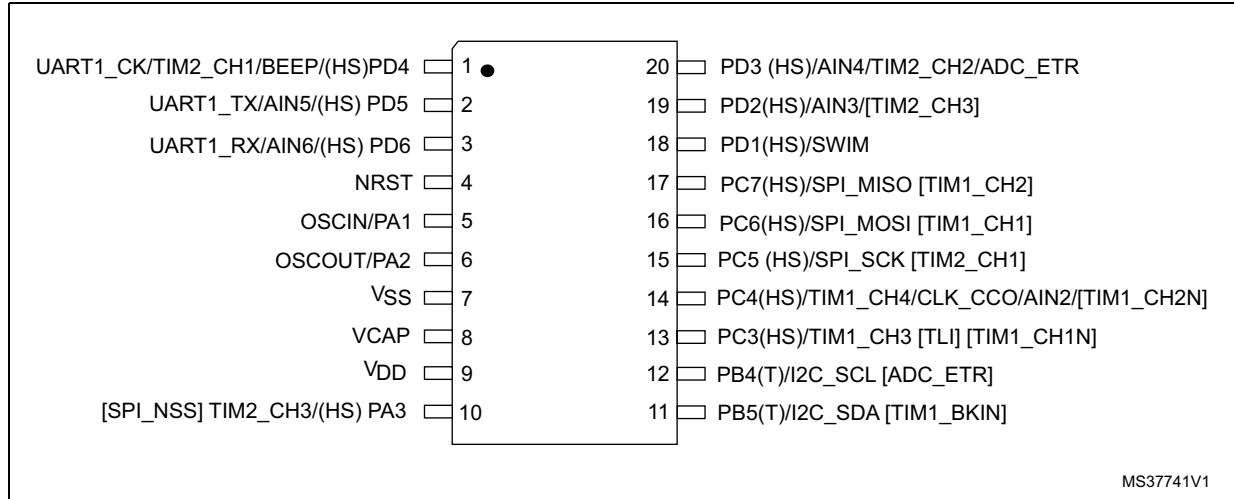 UART1_CK/TIM2_CH1/BEEP/(HS)PD4 1 20 PD3 (HS)/AIN4/TIM2_CH2/ADC_ETR
UART1_TX/AIN5/(HS) PD5 2 19 PD2(HS)/AIN3/[TIM2_CH3]
UART1_RX/AIN6/(HS) PD6 3 18 PD1(HS)/SWIM
NRST 4 17 PC7(HS)/SPI_MISO [TIM1_CH2]
OSCIN/PA1 5 16 PC6(HS)/SPI_MOSI [TIM1_CH1]
OSCOUT/PA2 6 15 PC5 (HS)/SPI_SCK [TIM2_CH1]
VSS 7 14 PC4(HS)/TIM1_CH4/CLK_CCO/AIN2/[TIM1_CH2N]
VCAP 8 13 PC3(HS)/TIM1_CH3 [TLI] [TIM1_CH1N]
VDD 9 12 PB4(T)/I2C_SCL [ADC_ETR]
[SPI_NSS] TIM2_CH3/(HS) PA3 10 11 PB5(T)/I2C_SDA [TIM1_BKIN]
MS37741V1